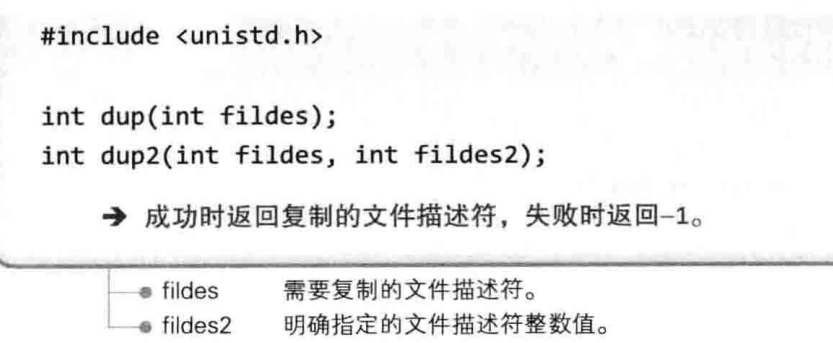 #include <unistd.h>
int dup(int fildes);
int dup2(int fildes, int fildes2);
➔ 成功时返回复制的文件描述符，失败时返回–1。
fildes 需要复制的文件描述符。
fildes2 明确指定的文件描述符整数值。